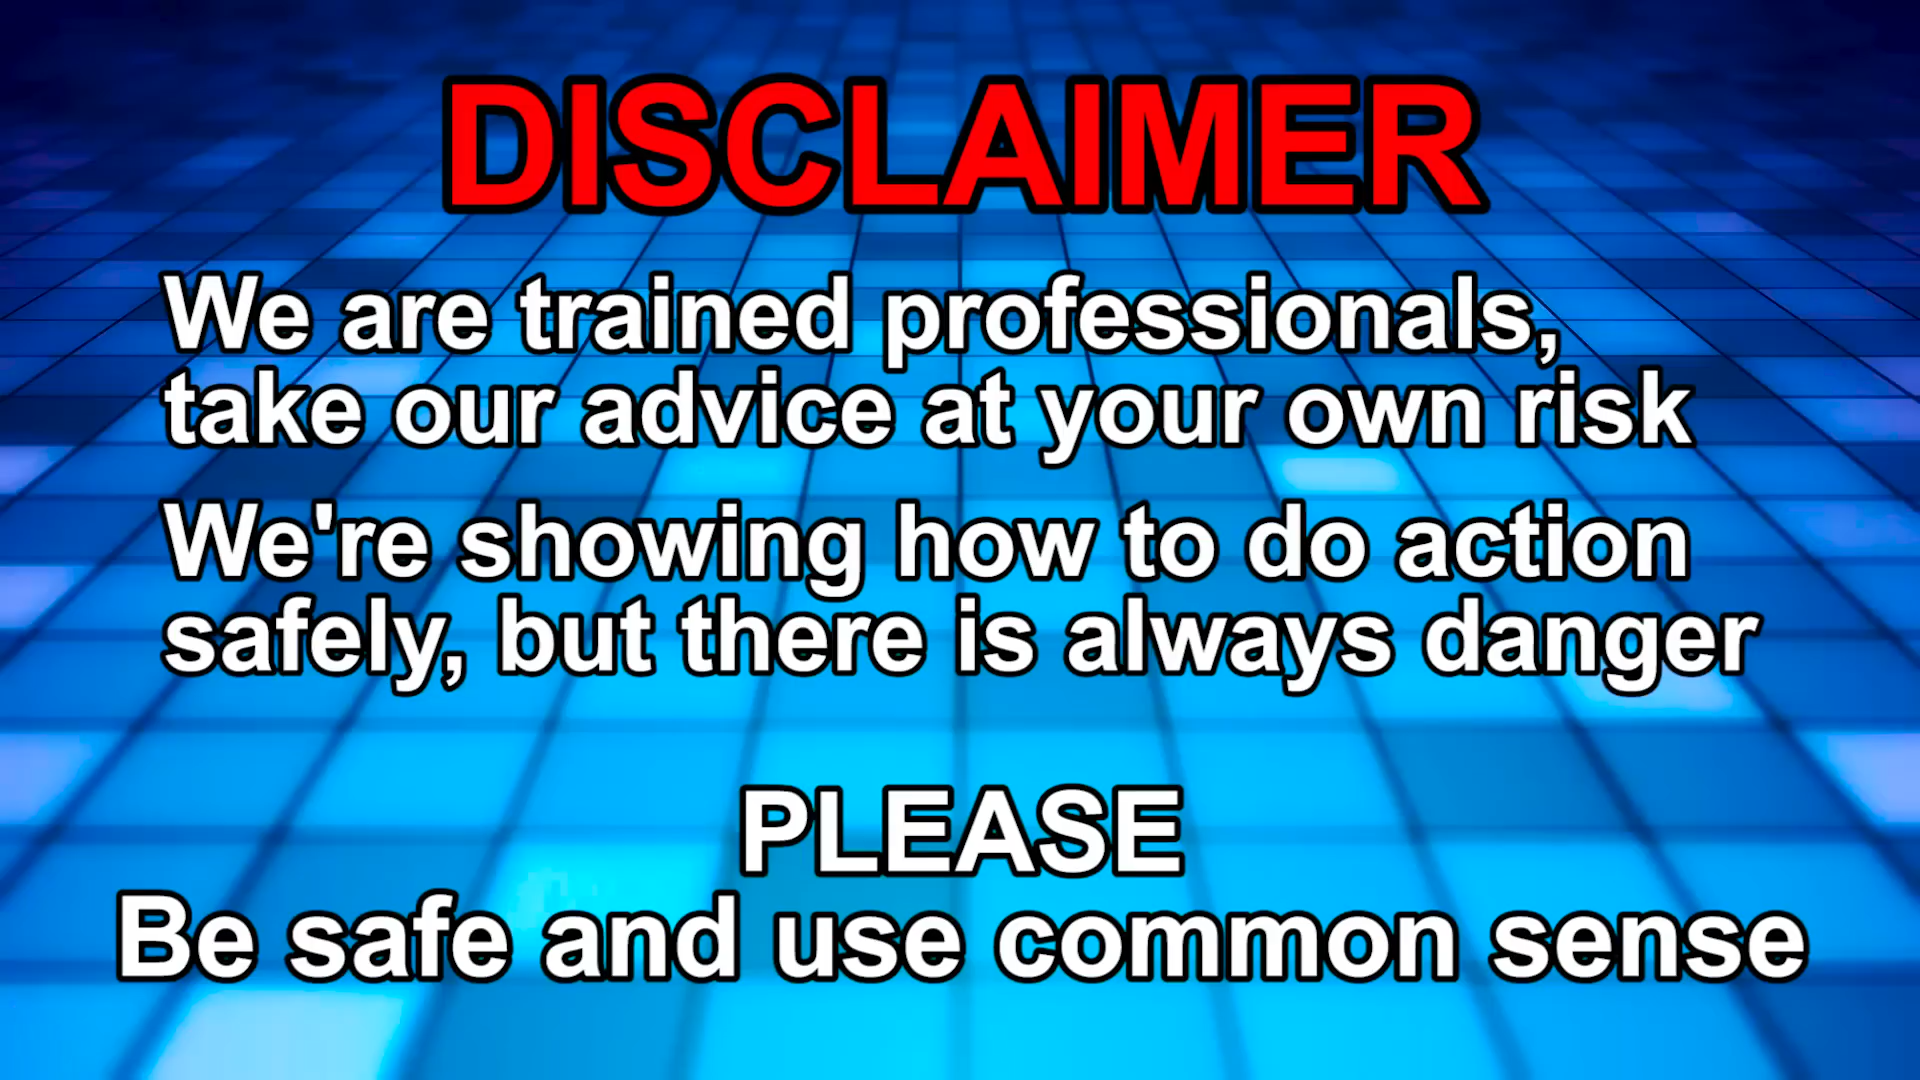 DISCLAIMER
We are trained professionals,
take our advice at your own risk
We're showing how to do action
safely, but there is always danger
PLEASE
Be safe and use common sense